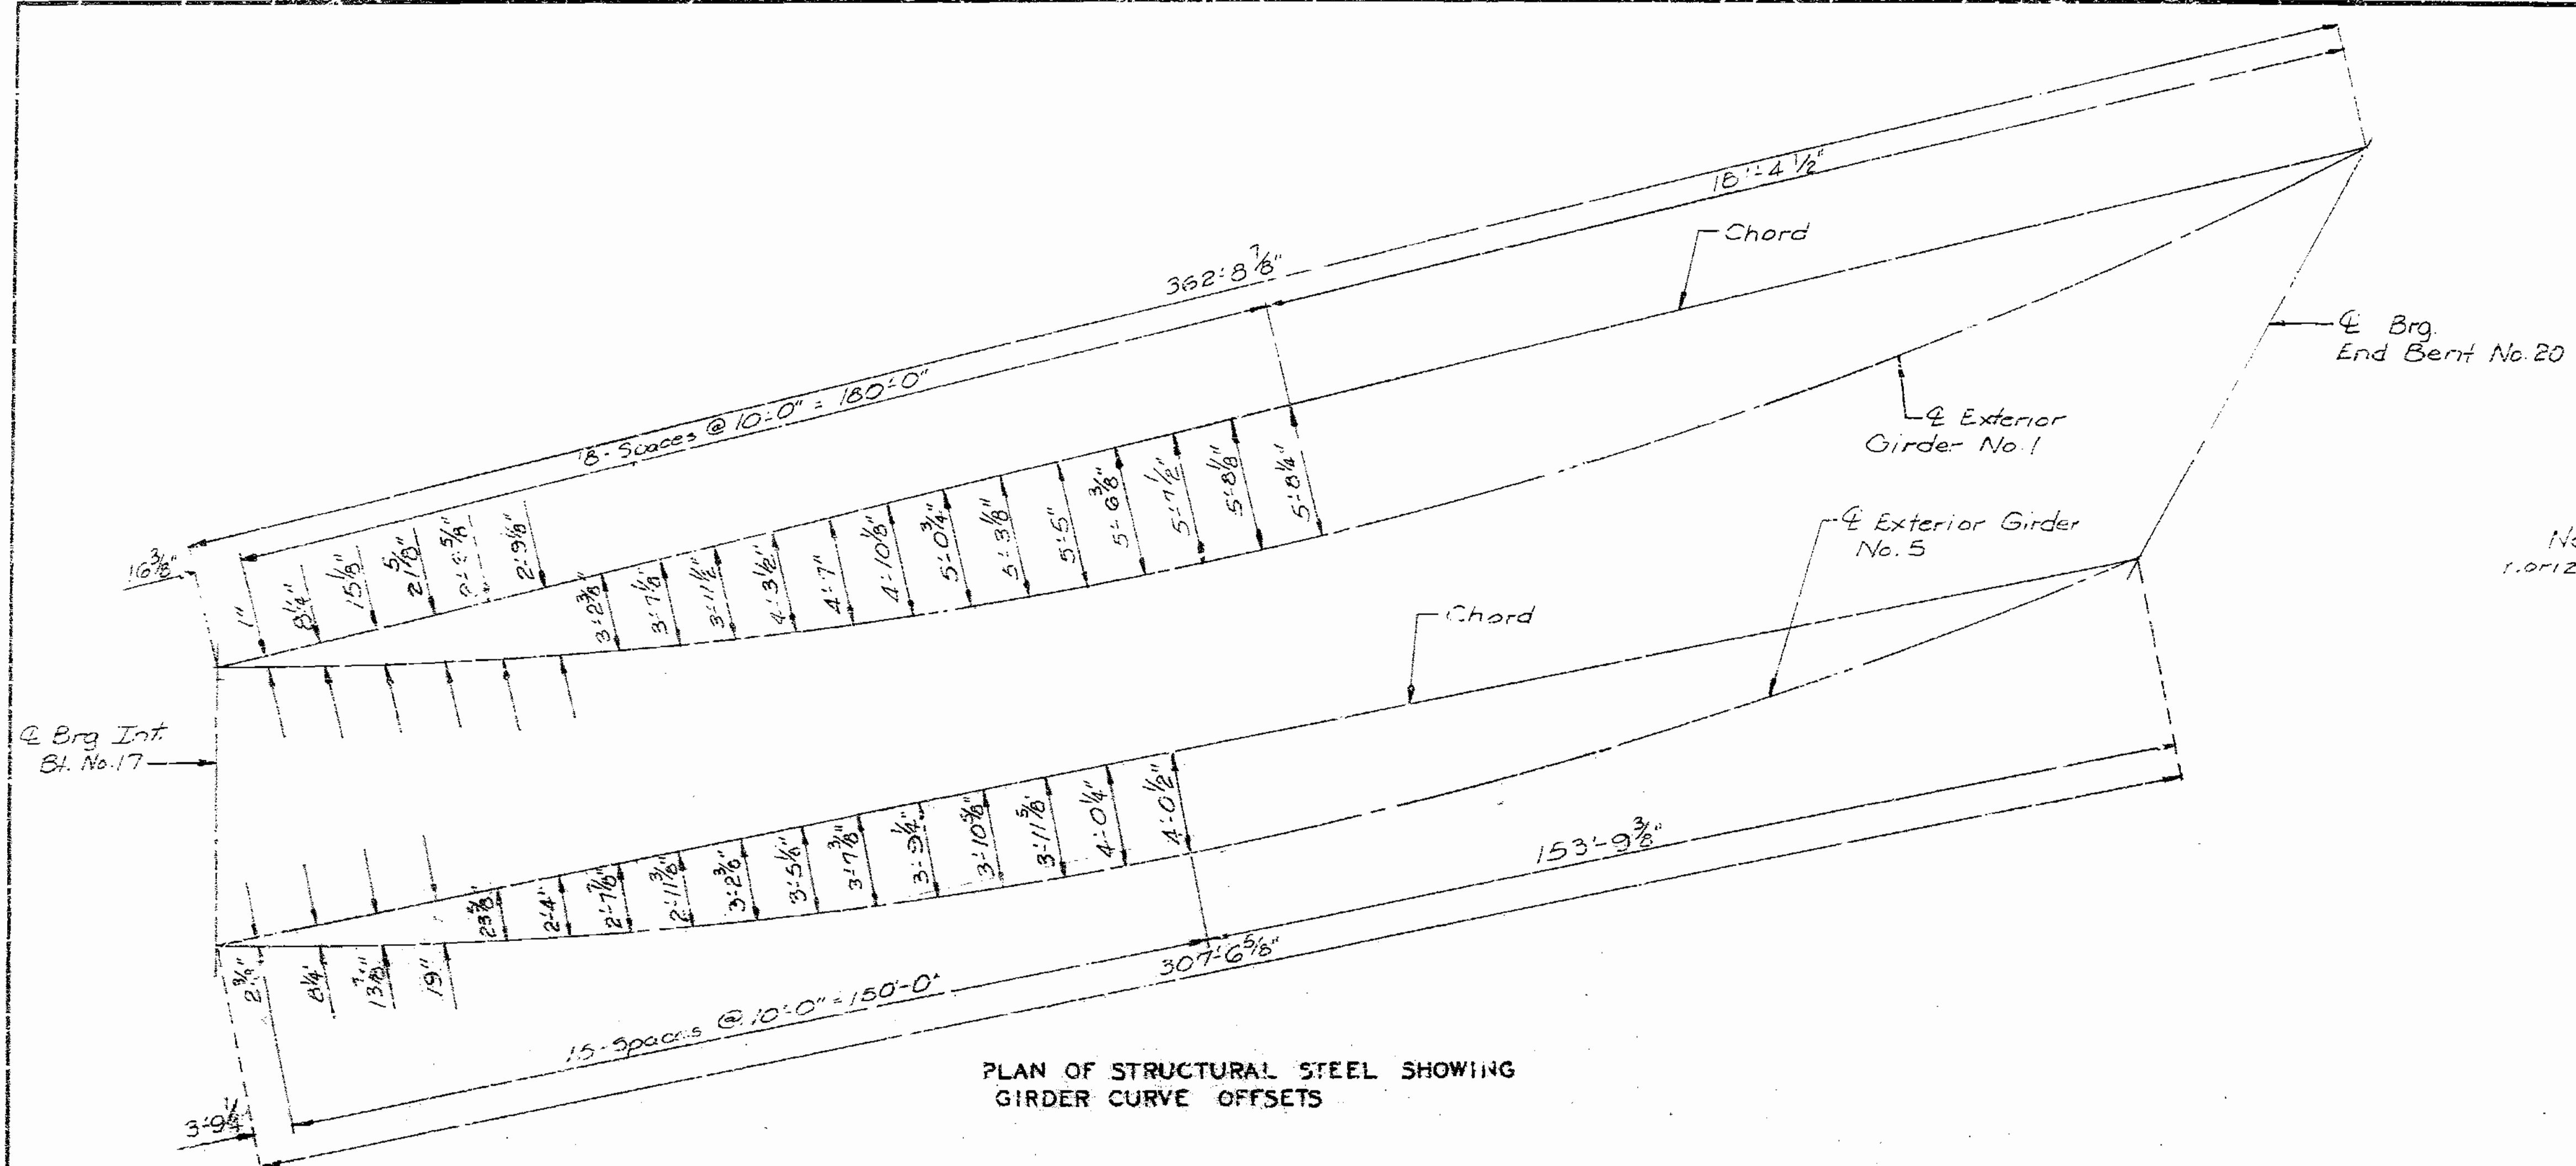 18'-4 1/2"
362'-8 7/8"
Chord
℄ Brg.
End Bent No. 20
18-Spaces @ 10'-0" = 180'-0"
℄ Exterior
Girder No. 1
16 3/8"
1"
8 1/4"
15 1/8"
21 5/8"
2'-9 1/8"
3'-2 3/8"
3'-7 1/8"
3'-11 1/2"
4'-3 1/2"
4'-7"
4'-10 1/8"
5'-0 3/4"
5'-3 1/8"
5'-5"
5'-6 3/8"
5'-7 1/2"
5'-8 1/8"
5'-8 1/4"
℄ Exterior Girder
No. 5
Chord
℄ Brg Int.
Bt. No. 17
2 3/4"
8 1/4"
13 7/8"
19"
23 5/8"
2'-4"
2'-7 7/8"
2'-11 3/8"
3'-2 3/8"
3'-5 1/8"
3'-7 3/8"
3'-9 1/4"
3'-10 5/8"
3'-11 5/8"
4'-0 1/4"
4'-0 1/2"
153'-9 3/8"
307'-6 5/8"
15-Spaces @ 10'-0" = 150'-0"
3'-9 1/4"
PLAN OF STRUCTURAL STEEL SHOWING
GIRDER CURVE OFFSETS